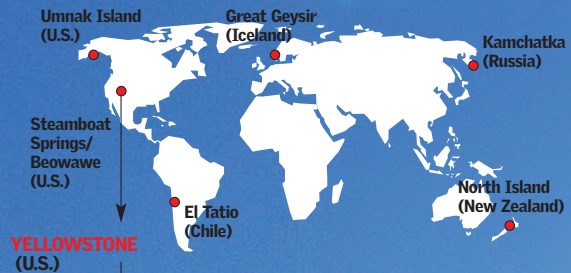 Umnak Island
(U.S.)
Great Geysir
(Iceland)
Kamchatka
(Russia)
Steamboat
Springs/
Beowawe
(U.S.)
El Tatio
(Chile)
North Island
(New Zealand)
YELLOWSTONE
(U.S.)